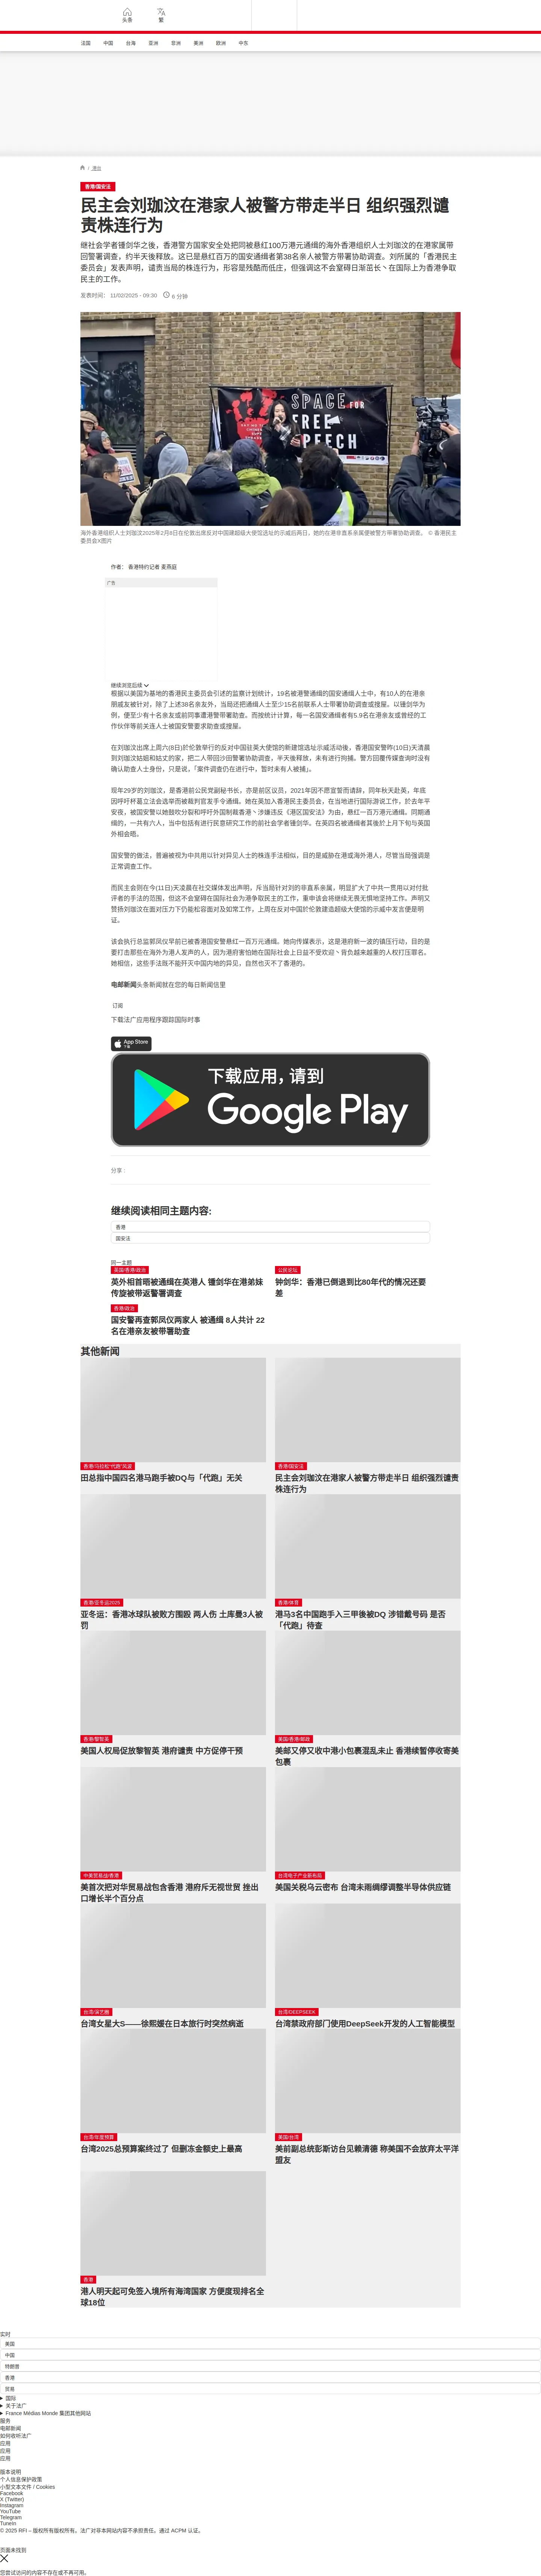 头条
繁
法国 中国 台海 亚洲 非洲 美洲 欧洲 中东
/ 港台
香港/国安法
民主会刘珈汶在港家人被警方带走半日 组织强烈谴
责株连行为
继社会学者锺剑华之後，香港警方国家安全处把同被悬红100万港元通缉的海外香港组织人士刘珈汶的在港家属带
回警署调查，约半天後释放。这已是悬红百万的国安通缉者第38名亲人被警方带署协助调查。刘所属的「香港民主
委员会」发表声明，谴责当局的株连行为，形容是残酷而低庄，但强调这不会窒碍日渐茁长丶在国际上为香港争取
民主的工作。
发表时间： 11/02/2025 - 09:30 6 分钟
SPACE FOR
FREE
SPEECH
海外香港组织人士刘珈汶2025年2月8日在伦敦出席反对中国建超级大使馆选址的示威后两日，她的在港非直系亲属便被警方带署协助调查。 © 香港民主
委员会X图片
作者： 香港特约记者 麦燕庭
广告
继续浏览后续
根据以美国为基地的香港民主委员会引述的监察计划统计，19名被港警通缉的国安通缉人士中，有10人的在港亲
朋戚友被针对，除了上述38名亲友外，当局还把通缉人士至少15名前联系人士带署协助调查或搜屋。以锺剑华为
例，便至少有十名亲友或前同事遭港警带署助查。而按统计计算，每一名国安通缉者有5.9名在港亲友或曾经的工
作伙伴等前关连人士被国安警要求助查或搜屋。
在刘珈汶出席上周六(8日)於伦敦举行的反对中国驻英大使馆的新建馆选址示威活动後，香港国安警昨(10日)天清晨
到刘珈汶姑姐和姑丈的家，把二人带回沙田警署协助调查，半天後释放，未有进行拘捕。警方回覆传媒查询时没有
确认助查人士身份，只是说，「案件调查仍在进行中，暂时未有人被捕」。
现年29岁的刘珈汶，是香港前公民党副秘书长，亦是前区议员，2021年因不愿宣誓而请辞，同年秋天赴英，年底
因呼吁杯葛立法会选举而被裁判官发手令通缉。她在英加入香港民主委员会，在当地进行国际游说工作，於去年平
安夜，被国安警以她鼓吹分裂和呼吁外国制裁香港丶涉嫌违反《港区国安法》为由，悬红一百万港元通缉。同期通
缉的，一共有六人，当中包括有进行民意研究工作的前社会学者锺剑华。在英四名被通缉者其後於上月下旬与英国
外相会晤。
国安警的做法，普遍被视为中共用以针对异见人士的株连手法相似，目的是威胁在港或海外港人，尽管当局强调是
正常调查工作。
而民主会则在今(11日)天凌晨在社交媒体发出声明，斥当局针对刘的非直系亲属，明显扩大了中共一贯用以对付批
评者的手法的范围，但这不会窒碍在国际社会为港争取民主的工作，重申该会将继续无畏无惧地坚持工作。声明又
赞扬刘珈汶在面对压力下仍能松容面对及如常工作，上周在反对中国於伦敦建造超级大使馆的示威中发言便是明
证。
该会执行总监郭凤仪早前已被香港国安警悬红一百万元通缉。她向传媒表示，这是港府新一波的镇压行动，目的是
要打击那些在海外为港人发声的人，因为港府害怕她在国际社会上日益不受欢迎丶背负越来越重的人权打压罪名。
她相信，这些手法既不能歼灭中国内地的异见，自然也灭不了香港的。
电邮新闻头条新闻就在您的每日新闻信里
订阅
下载法广应用程序跟踪国际时事
App Store
下载应用，请到
Google Play
分享 :
继续阅读相同主题内容:
香港
国安法
同一主题
英国/香港/政治
英外相首晤被通缉在英港人 锺剑华在港弟妹
传旋被带返警署调查
公民论坛
钟剑华：香港已倒退到比80年代的情况还要
差
香港/政治
国安警再查郭凤仪两家人 被通缉 8人共计 22
名在港亲友被带署助查
其他新闻
香港/马拉松“代跑”风波
田总指中国四名港马跑手被DQ与「代跑」无关
香港/国安法
民主会刘珈汶在港家人被警方带走半日 组织强烈谴责
株连行为
香港/亚冬运2025
亚冬运：香港冰球队被败方围殴 两人伤 土库曼3人被
罚
香港/体育
港马3名中国跑手入三甲後被DQ 涉错戴号码 是否
「代跑」待查
香港/黎智英
美国人权局促放黎智英 港府谴责 中方促停干预
美国/香港/邮政
美邮又停又收中港小包裹混乱未止 香港续暂停收寄美
包裹
中美贸易战/香港
美首次把对华贸易战包含香港 港府斥无视世贸 挫出
口增长半个百分点
台湾电子产业新布局
美国关税乌云密布 台湾未雨绸缪调整半导体供应链
台湾/演艺圈
台湾女星大S——徐熙媛在日本旅行时突然病逝
台湾/DEEPSEEK
台湾禁政府部门使用DeepSeek开发的人工智能模型
台湾/年度预算
台湾2025总预算案终过了 但删冻金额史上最高
美国/台湾
美前副总统彭斯访台见赖清德 称美国不会放弃太平洋
盟友
香港
港人明天起可免签入境所有海湾国家 方便度现排名全
球18位
实时
美国
中国
特朗普
香港
贸易
国际
关于法广
France Médias Monde 集团其他网站
服务
电邮新闻
如何收听法广
应用
应用
应用
版本说明
个人信息保护政策
小型文本文件 / Cookies
Facebook
X (Twitter)
Instagram
YouTube
Telegram
TuneIn
© 2025 RFI – 版权所有版权所有。法广对非本网站内容不承担责任。通过 ACPM 认证。
页面未找到
您尝试访问的内容不存在或不再可用。